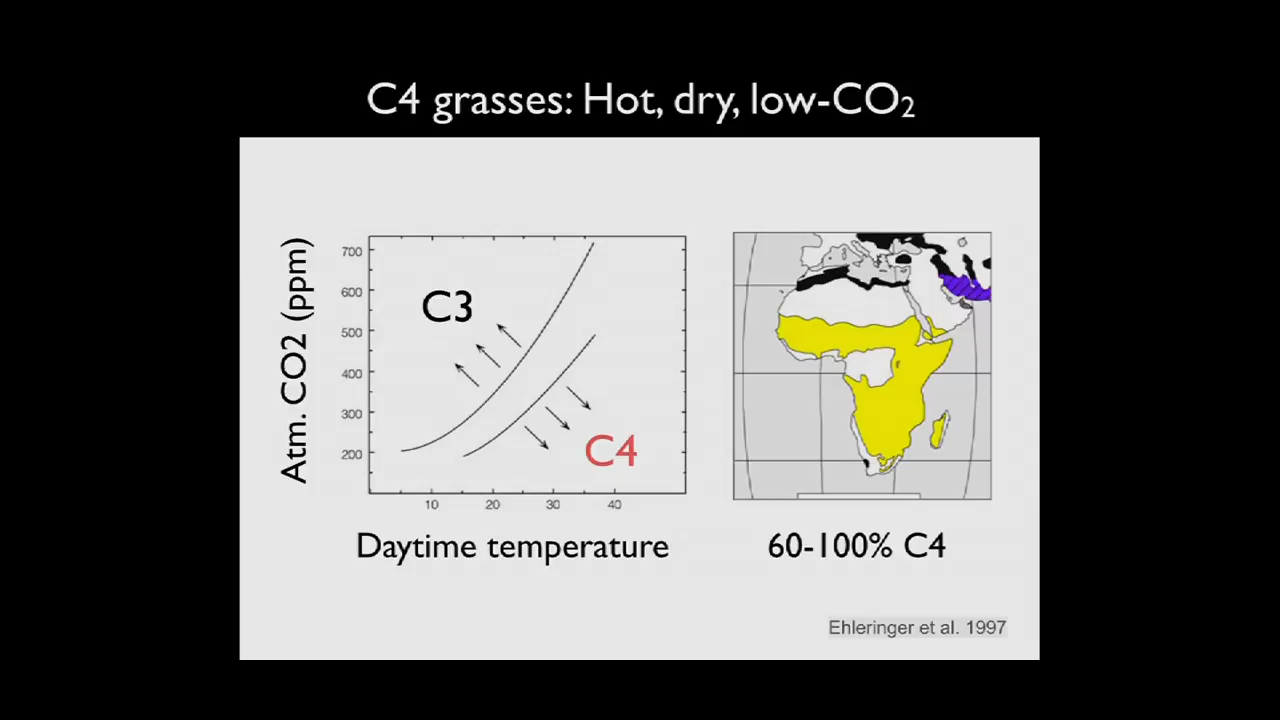 C4 grasses: Hot, dry, low-CO₂
Atm. CO2 (ppm)
700
600
500
400
300
200
C3
C4
10 20 30 40
Daytime temperature
60-100% C4
Ehleringer et al. 1997